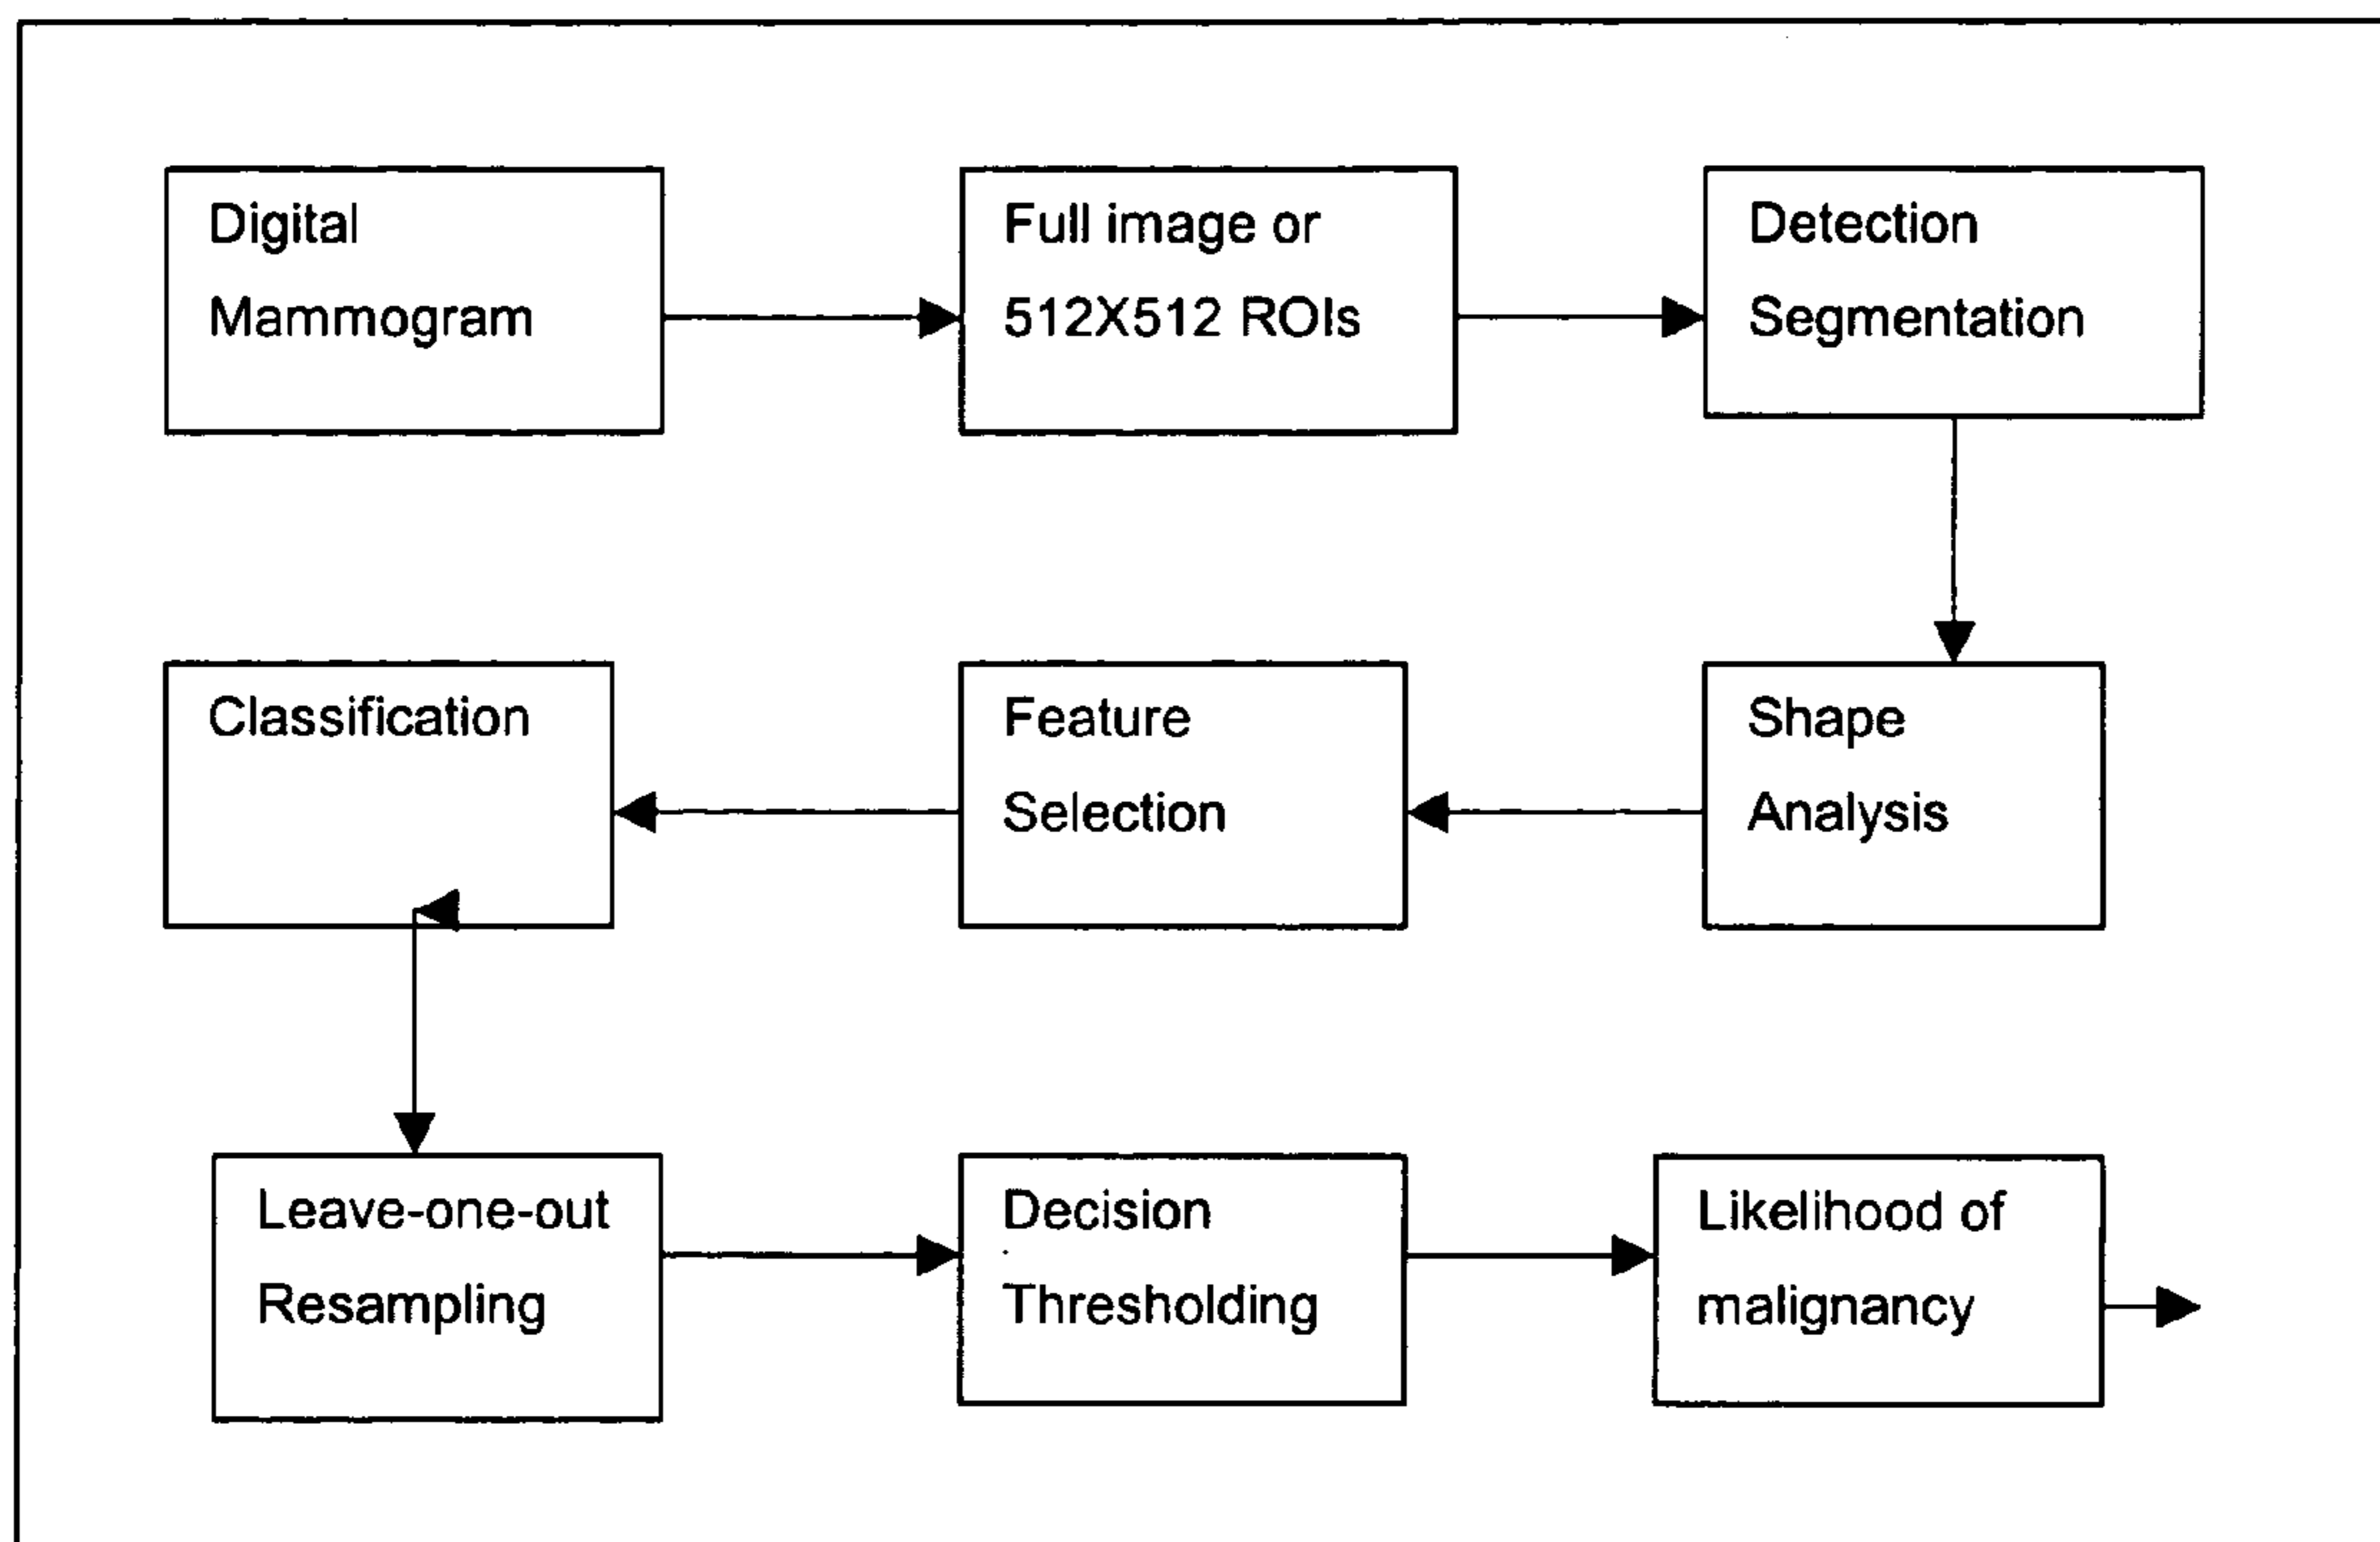 Digital
Mammogram
Full image or
512X512 ROIs
Detection
Segmentation
Classification
Feature
Selection
Shape
Analysis
Leave-one-out
Resampling
Decision
Thresholding
Likelihood of
malignancy